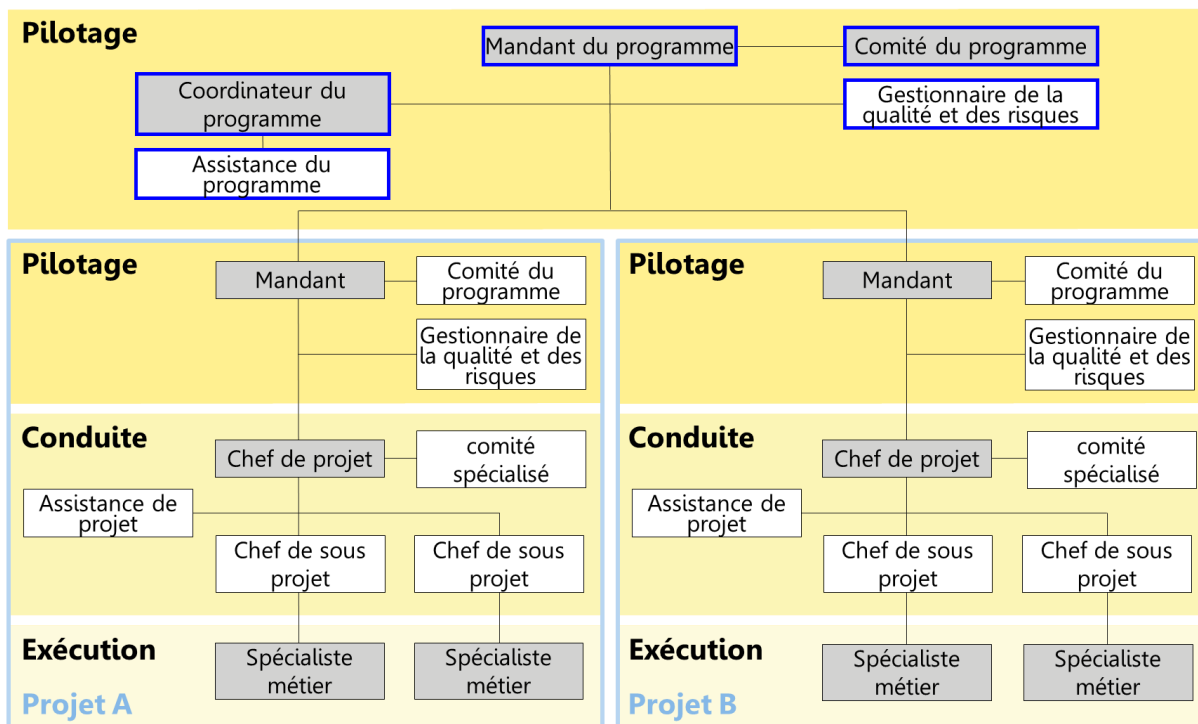 Pilotage
Mandant du programme
Comité du programme
Coordinateur du
programme
Gestionnaire de la
qualité et des risques
Assistance du
programme
Pilotage
Mandant
Comité du
programme
Gestionnaire de
la qualité et des
risques
Conduite
Chef de projet
comité
spécialisé
Assistance de
projet
Chef de sous
projet
Chef de sous
projet
Exécution
Spécialiste
métier
Spécialiste
métier
Projet A
Pilotage
Mandant
Comité du
programme
Gestionnaire de
la qualité et des
risques
Conduite
Chef de projet
comité
spécialisé
Assistance de
projet
Chef de sous
projet
Chef de sous
projet
Exécution
Spécialiste
métier
Spécialiste
métier
Projet B